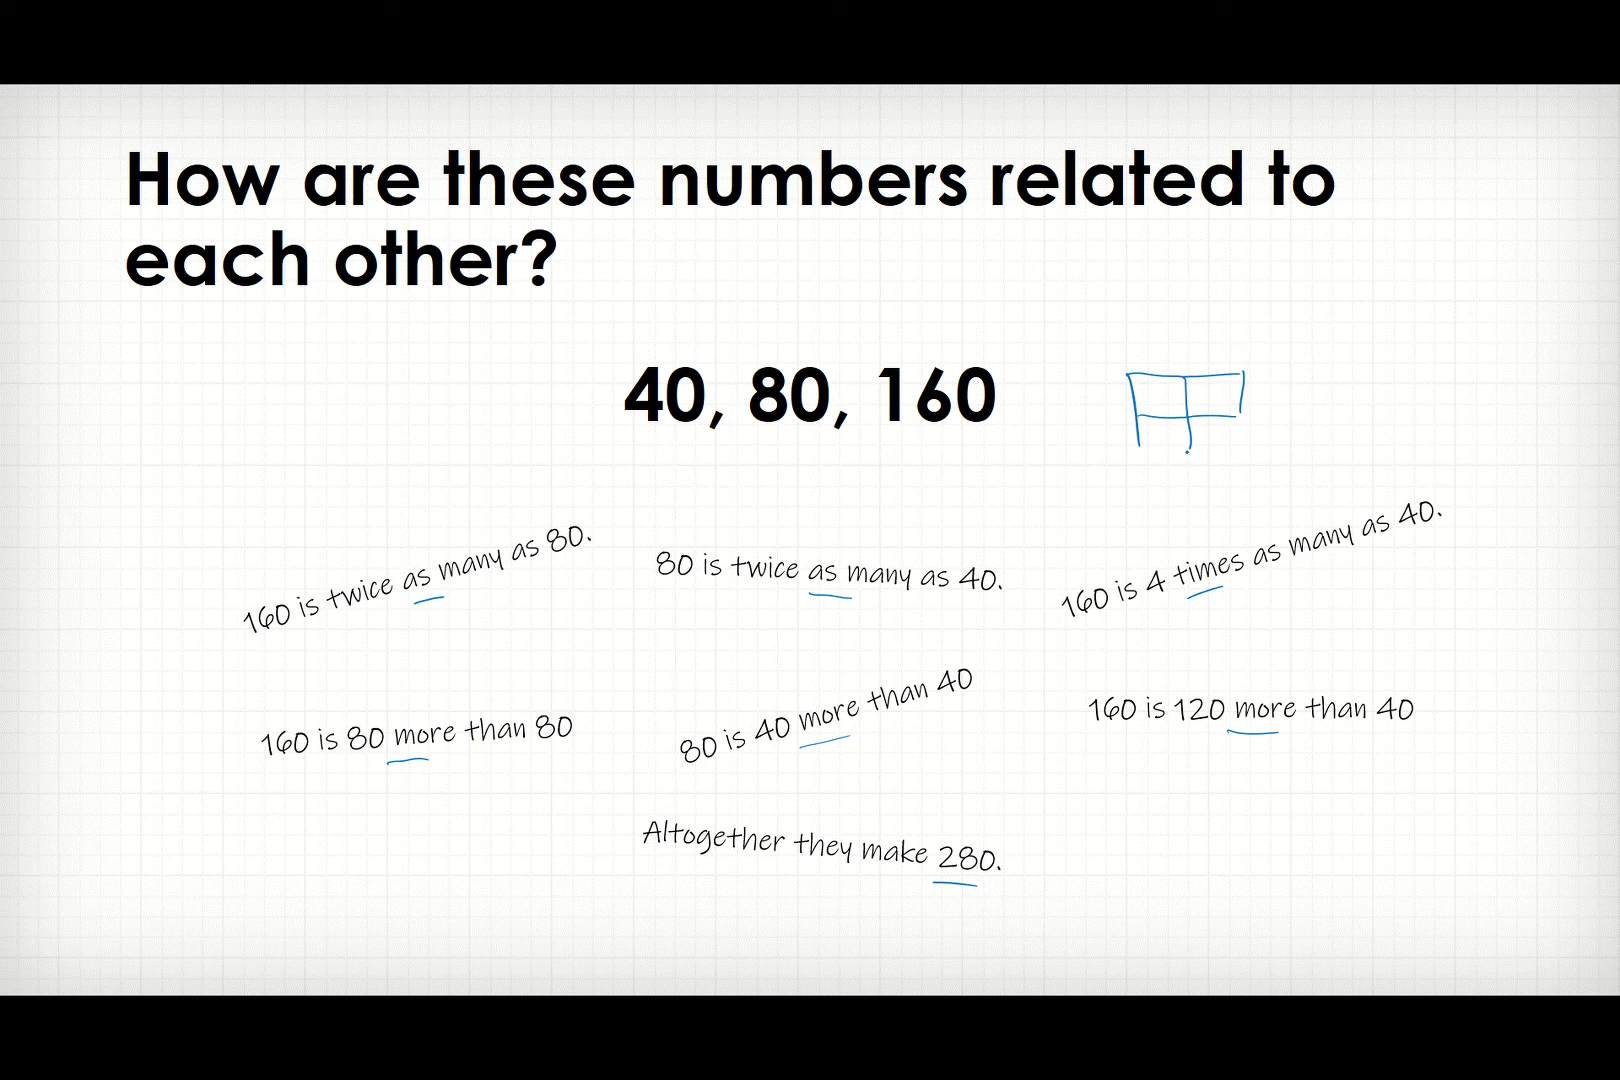 How are these numbers related to
each other?
40, 80, 160
160 is twice as many as 80.
80 is twice as many as 40.
160 is 4 times as many as 40.
160 is 80 more than 80
80 is 40 more than 40
160 is 120 more than 40
Altogether they make 280.